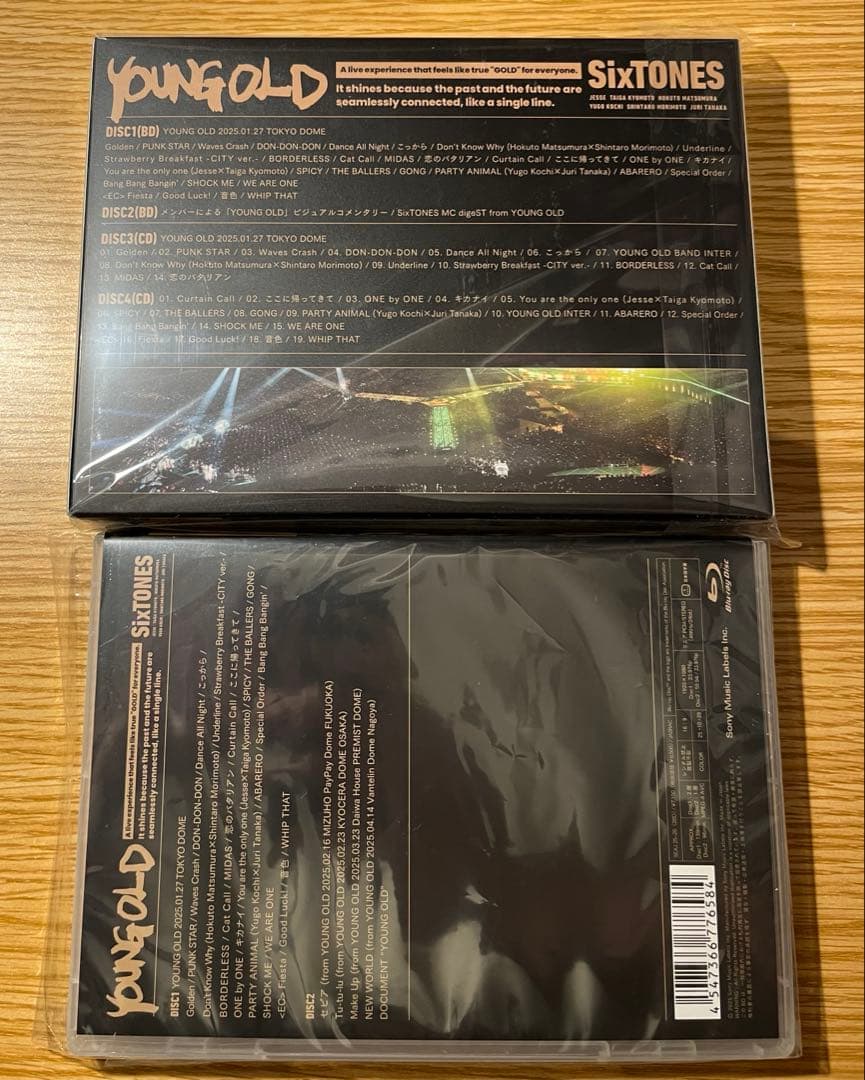 YOUNG OLD
A live experience that feels like true "GOLD" for everyone.
It shines because the past and the future are
seamlessly connected, like a single line.
SixTONES
JESSE TAIGA KYOMOTO HOKUTO MATSUMURA
YUGO KOCHI SHINTARO MORIMOTO JURI TANAKA
DISC1(BD) YOUNG OLD 2025.01.27 TOKYO DOME
Golden / PUNK STAR / Waves Crash / DON-DON-DON / Dance All Night / こっから / Don't Know Why (Hokuto Matsumura×Shintaro Morimoto) / Underline /
Strawberry Breakfast -CITY ver.- / BORDERLESS / Cat Call / MIDAS / 恋のバタリアン / Curtain Call / ここに帰ってきて / ONE by ONE / キカナイ /
You are the only one (Jesse×Taiga Kyomoto) / SPICY / THE BALLERS / GONG / PARTY ANIMAL (Yugo Kochi×Juri Tanaka) / ABARERO / Special Order /
Bang Bang Bangin' / SHOCK ME / WE ARE ONE
<EC> Fiesta / Good Luck! / 音色 / WHIP THAT
DISC2(BD) メンバーによる「YOUNG OLD」ビジュアルコメンタリー / SixTONES MC digeST from YOUNG OLD
DISC3(CD) YOUNG OLD 2025.01.27 TOKYO DOME
01. Golden / 02. PUNK STAR / 03. Waves Crash / 04. DON-DON-DON / 05. Dance All Night / 06. こっから / 07. YOUNG OLD BAND INTER /
08. Don't Know Why (Hokuto Matsumura×Shintaro Morimoto) / 09. Underline / 10. Strawberry Breakfast -CITY ver.- / 11. BORDERLESS / 12. Cat Call /
13. MIDAS / 14. 恋のバタリアン
DISC4(CD) 01. Curtain Call / 02. ここに帰ってきて / 03. ONE by ONE / 04. キカナイ / 05. You are the only one (Jesse×Taiga Kyomoto) /
06. SPICY / 07. THE BALLERS / 08. GONG / 09. PARTY ANIMAL (Yugo Kochi×Juri Tanaka) / 10. YOUNG OLD INTER / 11. ABARERO / 12. Special Order /
13. Bang Bang Bangin' / 14. SHOCK ME / 15. WE ARE ONE
<EC> 16. Fiesta / 17. Good Luck! / 18. 音色 / 19. WHIP THAT
YOUNG OLD
A live experience that feels like true "GOLD" for everyone.
It shines because the past and the future are
seamlessly connected, like a single line.
SixTONES
DISC1 YOUNG OLD 2025.01.27 TOKYO DOME
Golden / PUNK STAR / Waves Crash / DON-DON-DON / Dance All Night / こっから /
Don't Know Why (Hokuto Matsumura×Shintaro Morimoto) / Underline / Strawberry Breakfast -CITY ver.- /
BORDERLESS / Cat Call / MIDAS / 恋のバタリアン / Curtain Call / ここに帰ってきて /
ONE by ONE / キカナイ / You are the only one (Jesse×Taiga Kyomoto) / SPICY / THE BALLERS / GONG /
PARTY ANIMAL (Yugo Kochi×Juri Tanaka) / ABARERO / Special Order / Bang Bang Bangin' /
SHOCK ME / WE ARE ONE
<EC> Fiesta / Good Luck! / 音色 / WHIP THAT
DISC2
セピア (from YOUNG OLD 2025.02.16 MIZUHO PayPay Dome FUKUOKA)
Tu-tu-lu (from YOUNG OLD 2025.02.23 KYOCERA DOME OSAKA)
Make Up (from YOUNG OLD 2025.03.23 Daiwa House PREMIST DOME)
NEW WORLD (from YOUNG OLD 2025.04.14 Vantelin Dome Nagoya)
DOCUMENT "YOUNG OLD"
4 547366 776584
COLOR
16:9
Sony Music Labels Inc.
Blu-ray Disc